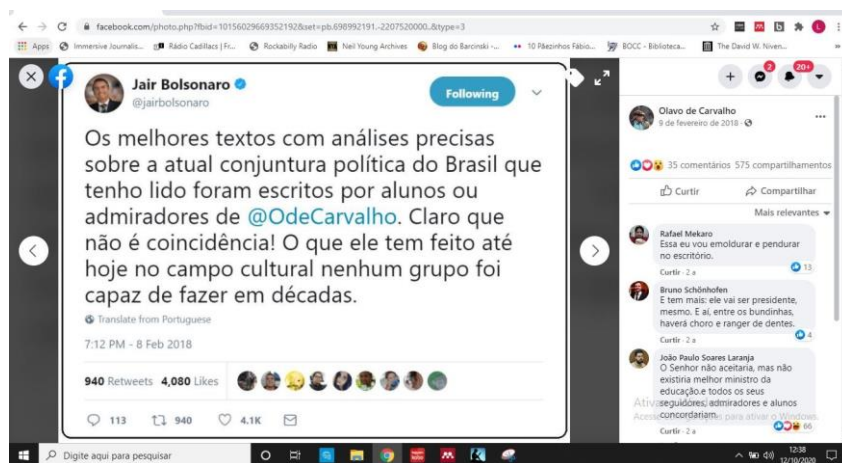 facebook.com/photo.php?fbid=10156029669352192&set=pb.698992191.-2207520000..&type=3
Apps Immersive Journalis... Rádio Cadillacs | Fr... Rockabilly Radio Neil Young Archives Blog do Barcinski -... 10 Pãezinhos Fábio... BOCC - Biblioteca... The David W. Niven...
Jair Bolsonaro
@jairbolsonaro
Following
Os melhores textos com análises precisas
sobre a atual conjuntura política do Brasil que
tenho lido foram escritos por alunos ou
admiradores de @OdeCarvalho. Claro que
não é coincidência! O que ele tem feito até
hoje no campo cultural nenhum grupo foi
capaz de fazer em décadas.
Translate from Portuguese
7:12 PM - 8 Feb 2018
940 Retweets 4,080 Likes
113 940 4.1K
2 20+
Olavo de Carvalho
9 de fevereiro de 2018
35 comentários 575 compartilhamentos
Curtir Compartilhar
Mais relevantes
Rafael Mekaro
Essa eu vou emoldurar e pendurar
no escritório.
13
Curtir · 2 a
Bruno Schönhofen
E tem mais: ele vai ser presidente,
mesmo. E aí, entre os bundinhas,
haverá choro e ranger de dentes.
4
Curtir · 2 a
João Paulo Soares Laranja
O Senhor não aceitaria, mas não
existiria melhor ministro da
educação.e todos os seus
seguidores, admiradores e alunos
concordariam.
66
Curtir · 2 a
para ativar o Windows.
Digite aqui para pesquisar
12:38
12/10/2020